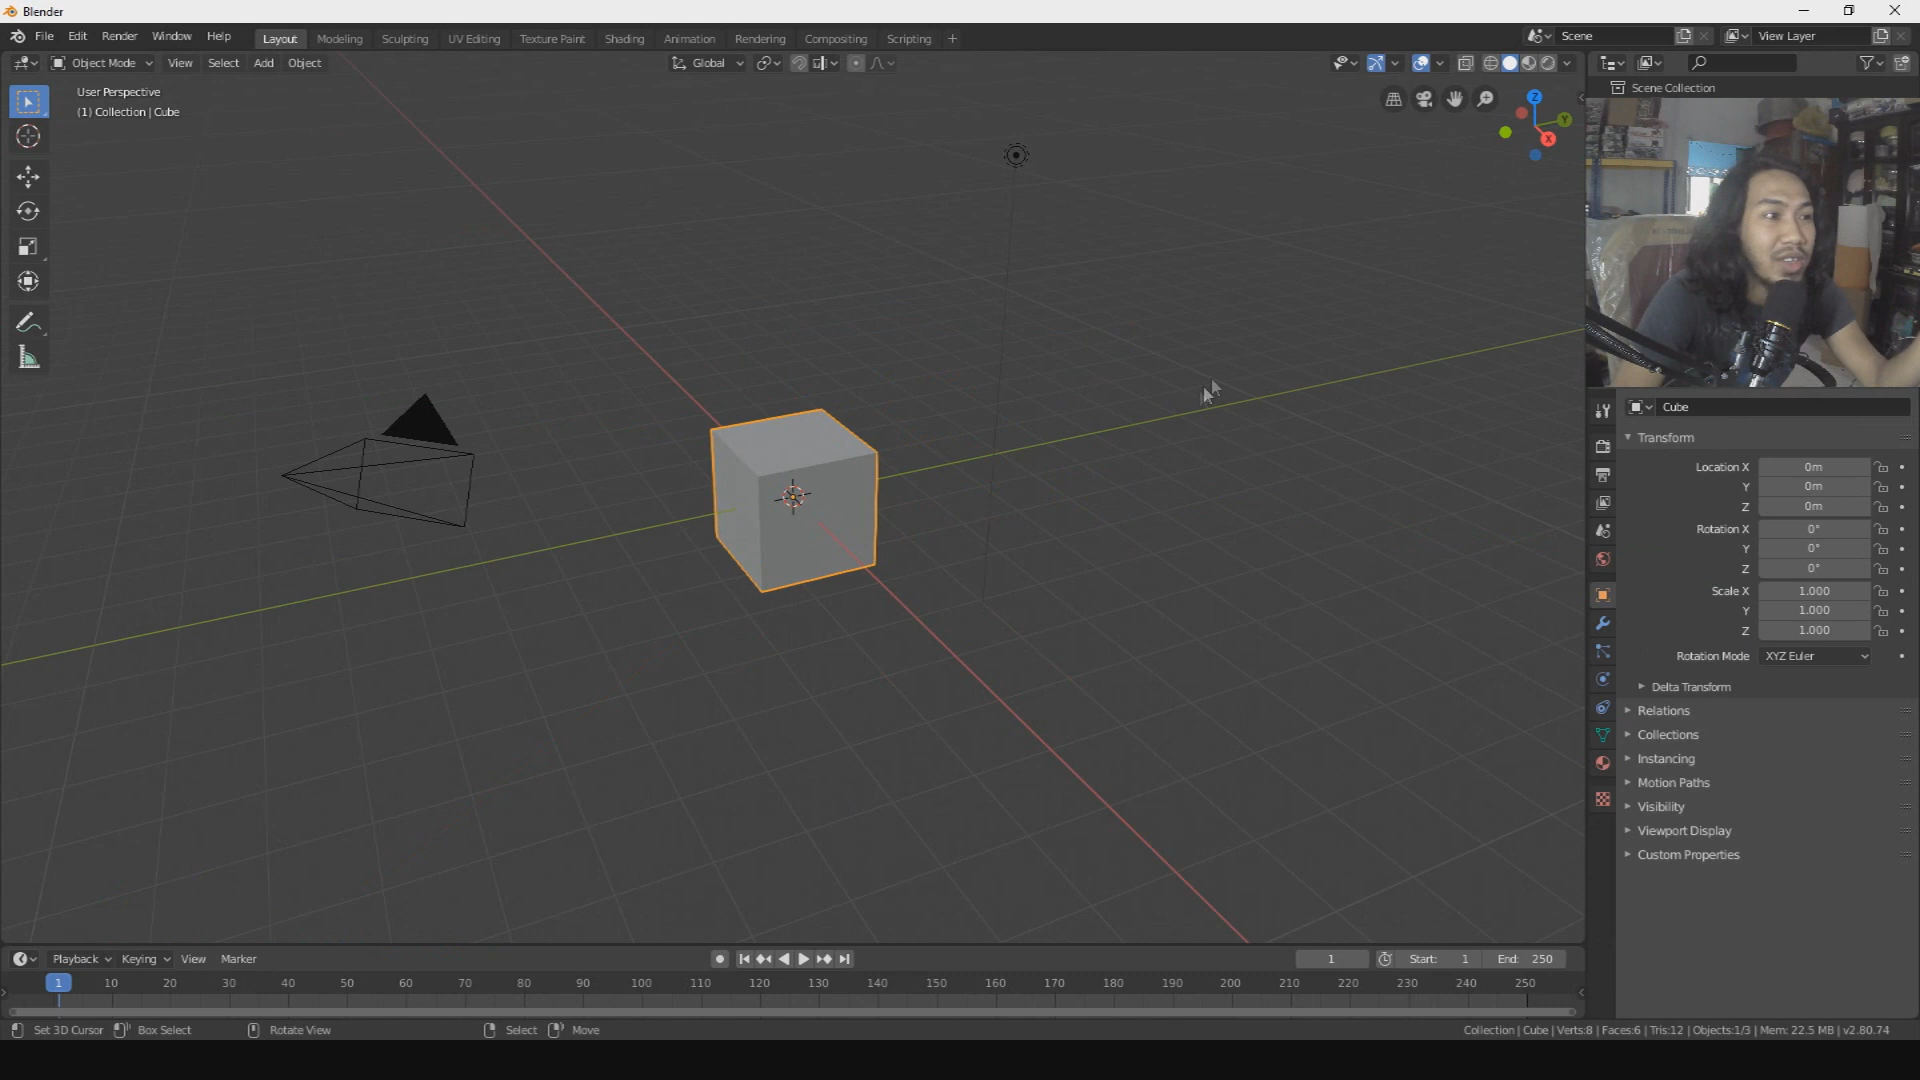 Blender
File Edit Render Window Help Layout Modeling Sculpting UV Editing Texture Paint Shading Animation Rendering Compositing Scripting + Scene View Layer
Object Mode View Select Add Object Global
User Perspective
(1) Collection | Cube
Z
Y
X
Scene Collection
Cube
Transform
Location X 0m
Y 0m
Z 0m
Rotation X 0°
Y 0°
Z 0°
Scale X 1.000
Y 1.000
Z 1.000
Rotation Mode XYZ Euler
Delta Transform
Relations
Collections
Instancing
Motion Paths
Visibility
Viewport Display
Custom Properties
Playback Keying View Marker 1 Start: 1 End: 250
1 10 20 30 40 50 60 70 80 90 100 110 120 130 140 150 160 170 180 190 200 210 220 230 240 250
Set 3D Cursor Box Select Rotate View Select Move Collection | Cube | Verts:8 | Faces:6 | Tris:12 | Objects:1/3 | Mem: 22.5 MB | v2.80.74